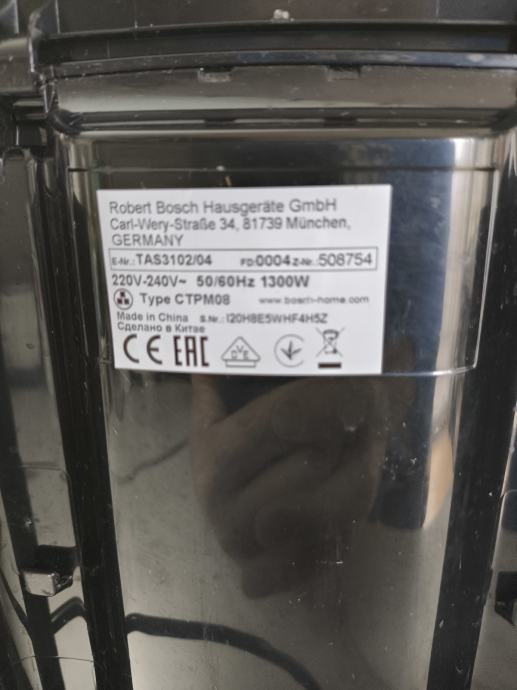 Robert Bosch Hausgeräte GmbH
Carl-Wery-Straße 34, 81739 München,
GERMANY
E-Nr.: TAS3102/04 FD:0004 Z-Nr.:508754
220V-240V~ 50/60Hz 1300W
Type CTPM08 www.bosch-home.com
Made in China S.Nr.: I20H8E5WHF4H5Z
Сделано в Китае
CE EAC VDE